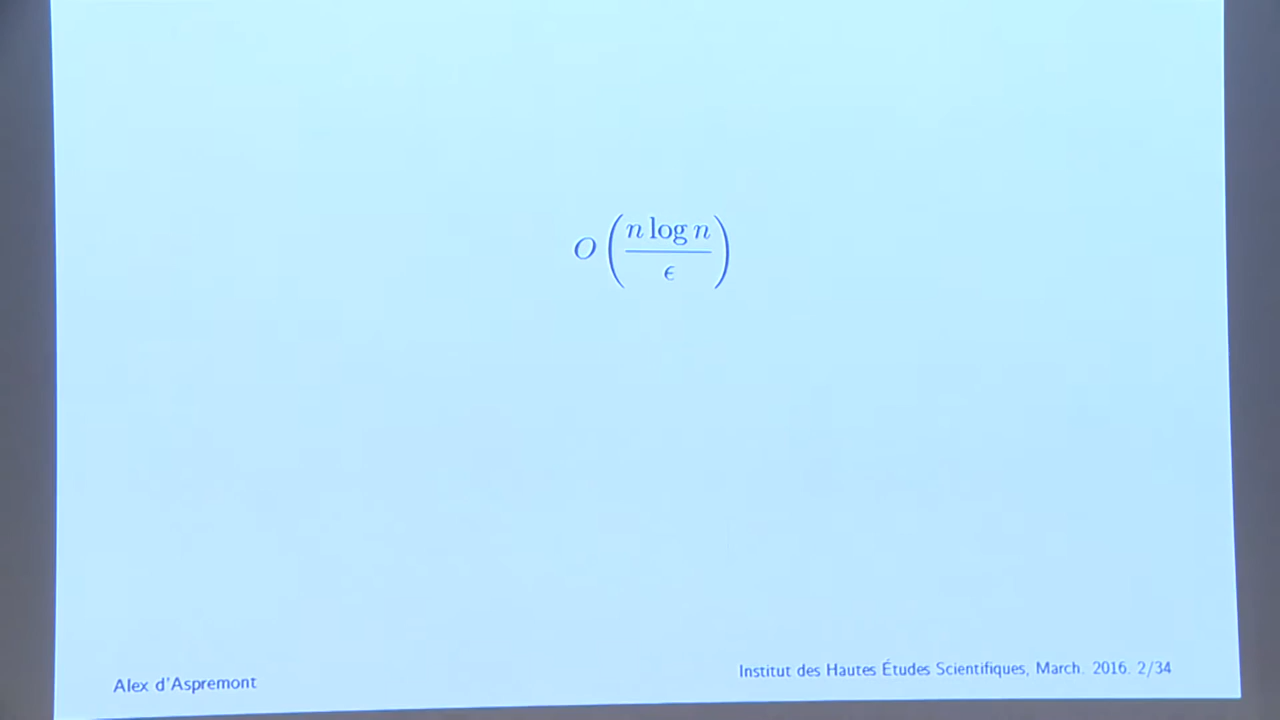 O ( n log n / ϵ )
Alex d'Aspremont
Institut des Hautes Études Scientifiques, March. 2016. 2/34